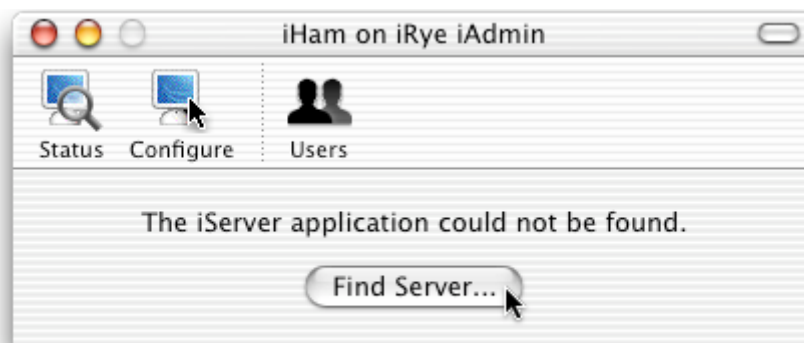 iHam on iRye iAdmin
Status Configure Users
The iServer application could not be found.
Find Server...